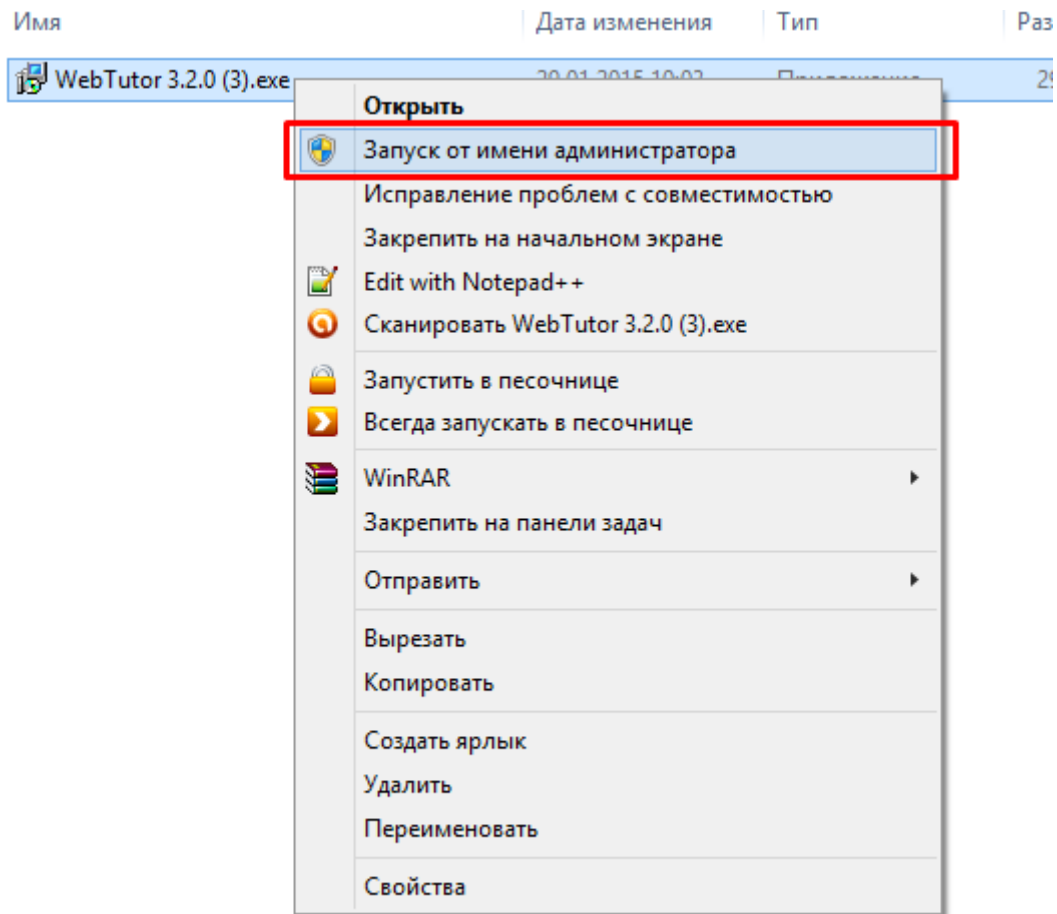 Имя Дата изменения Тип Раз
WebTutor 3.2.0 (3).exe 29
Открыть
Запуск от имени администратора
Исправление проблем с совместимостью
Закрепить на начальном экране
Edit with Notepad++
Сканировать WebTutor 3.2.0 (3).exe
Запустить в песочнице
Всегда запускать в песочнице
WinRAR
Закрепить на панели задач
Отправить
Вырезать
Копировать
Создать ярлык
Удалить
Переименовать
Свойства